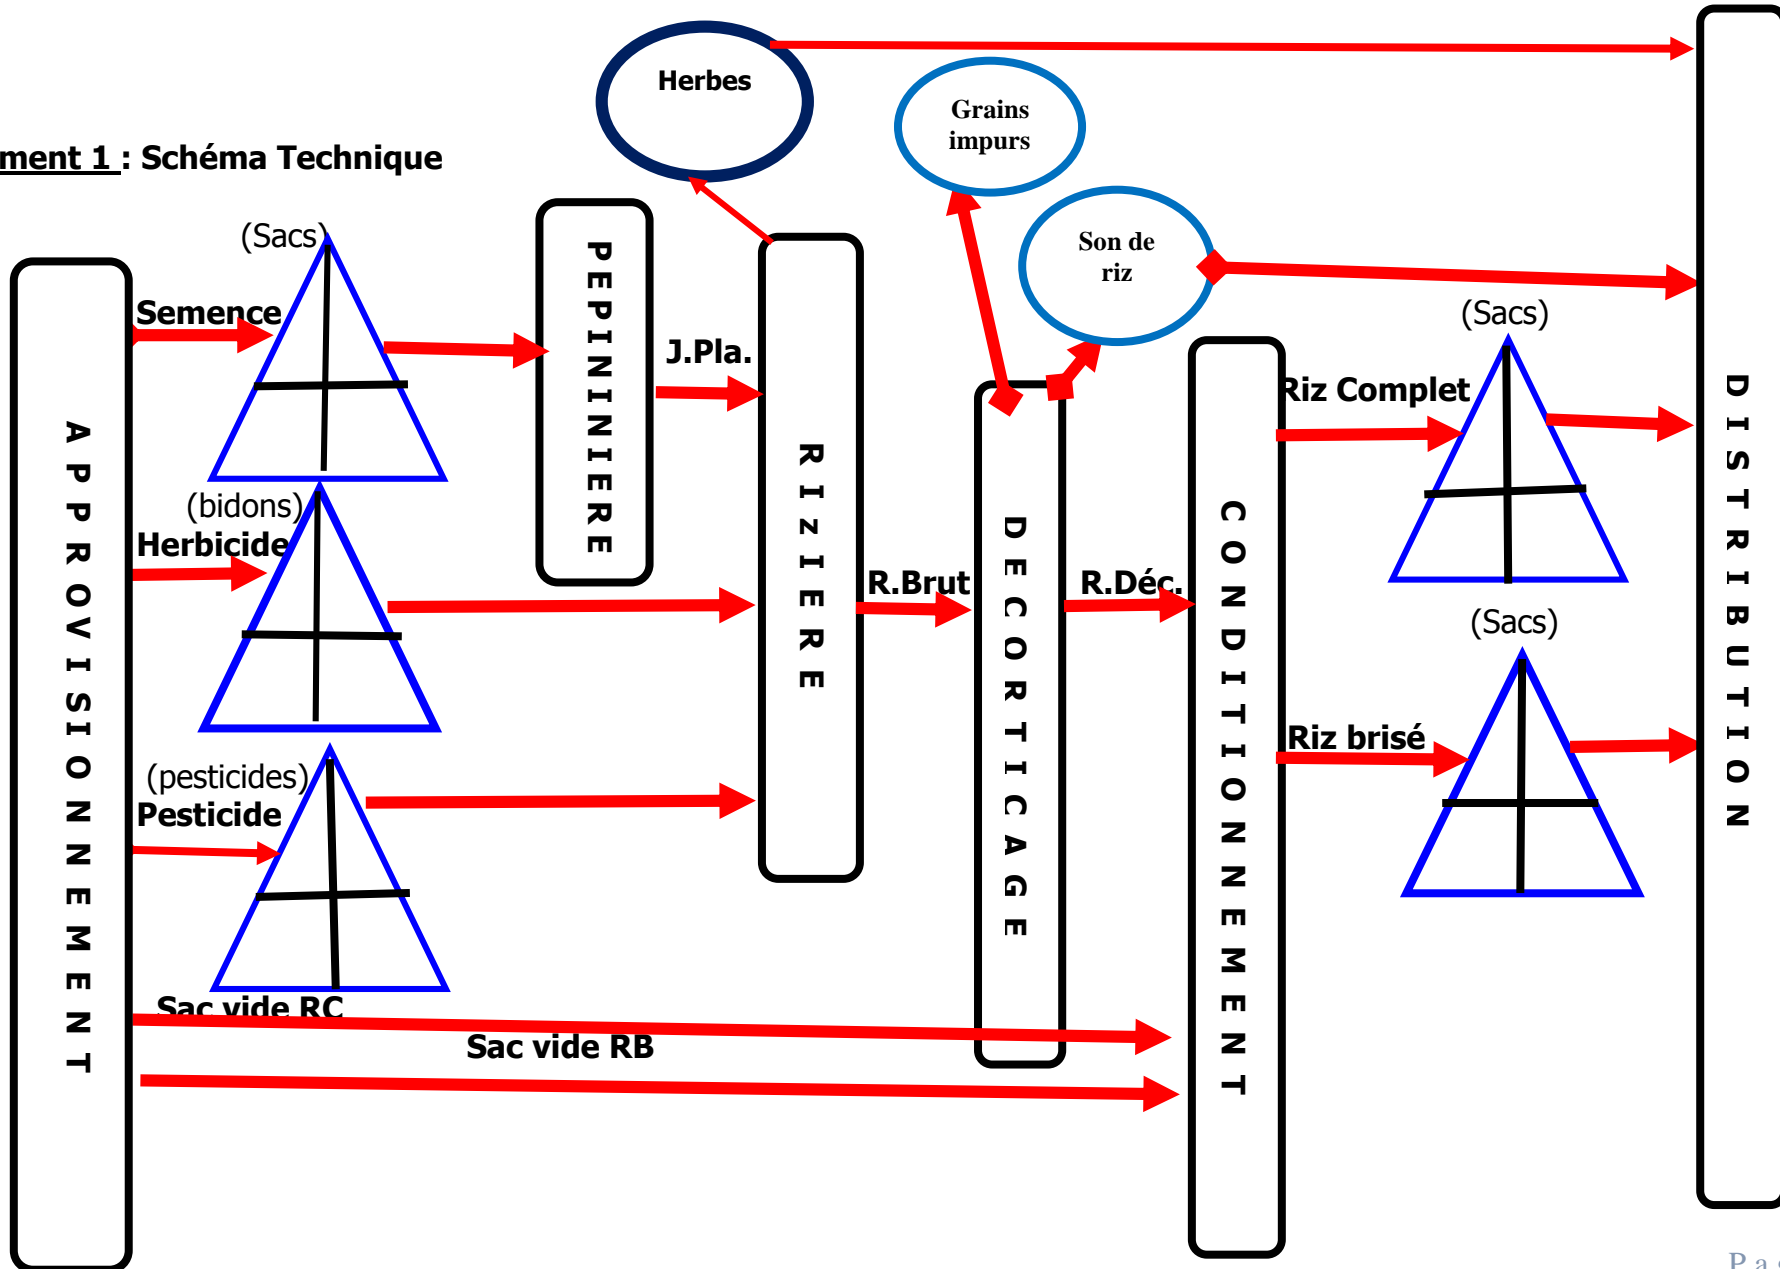 ment 1 : Schéma Technique
Herbes
Grains
impurs
Son de
riz
(Sacs)
Semence
(bidons)
Herbicide
(pesticides)
Pesticide
Sac vide RC
Sac vide RB
APPROVISIONNEMENT
PEPINIERE
J.Pla.
RIzIERE
R.Brut
DECORTICAGE
R.Déc.
CONDITIONNEMENT
Riz Complet
(Sacs)
Riz brisé
(Sacs)
DISTRIBUTION
Pa